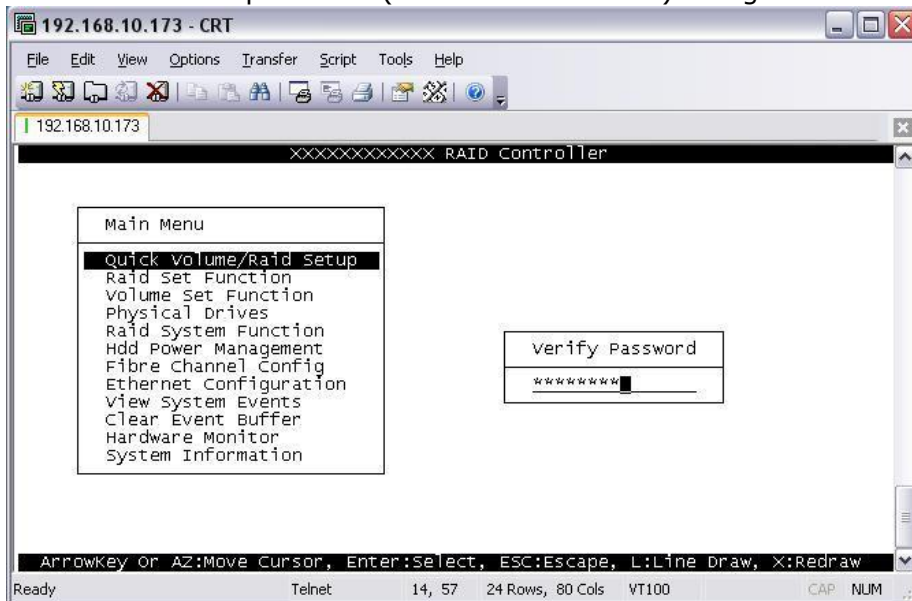 192.168.10.173 - CRT
File Edit View Options Transfer Script Tools Help
192.168.10.173
XXXXXXXXXXXX RAID Controller
Main Menu
Quick Volume/Raid Setup
Raid Set Function
Volume Set Function
Physical Drives
Raid System Function
Hdd Power Management
Fibre Channel Config
Ethernet Configuration
View System Events
Clear Event Buffer
Hardware Monitor
System Information
Verify Password
********
ArrowKey Or AZ:Move Cursor, Enter:Select, ESC:Escape, L:Line Draw, X:Redraw
Ready Telnet 14, 57 24 Rows, 80 Cols VT100 CAP NUM